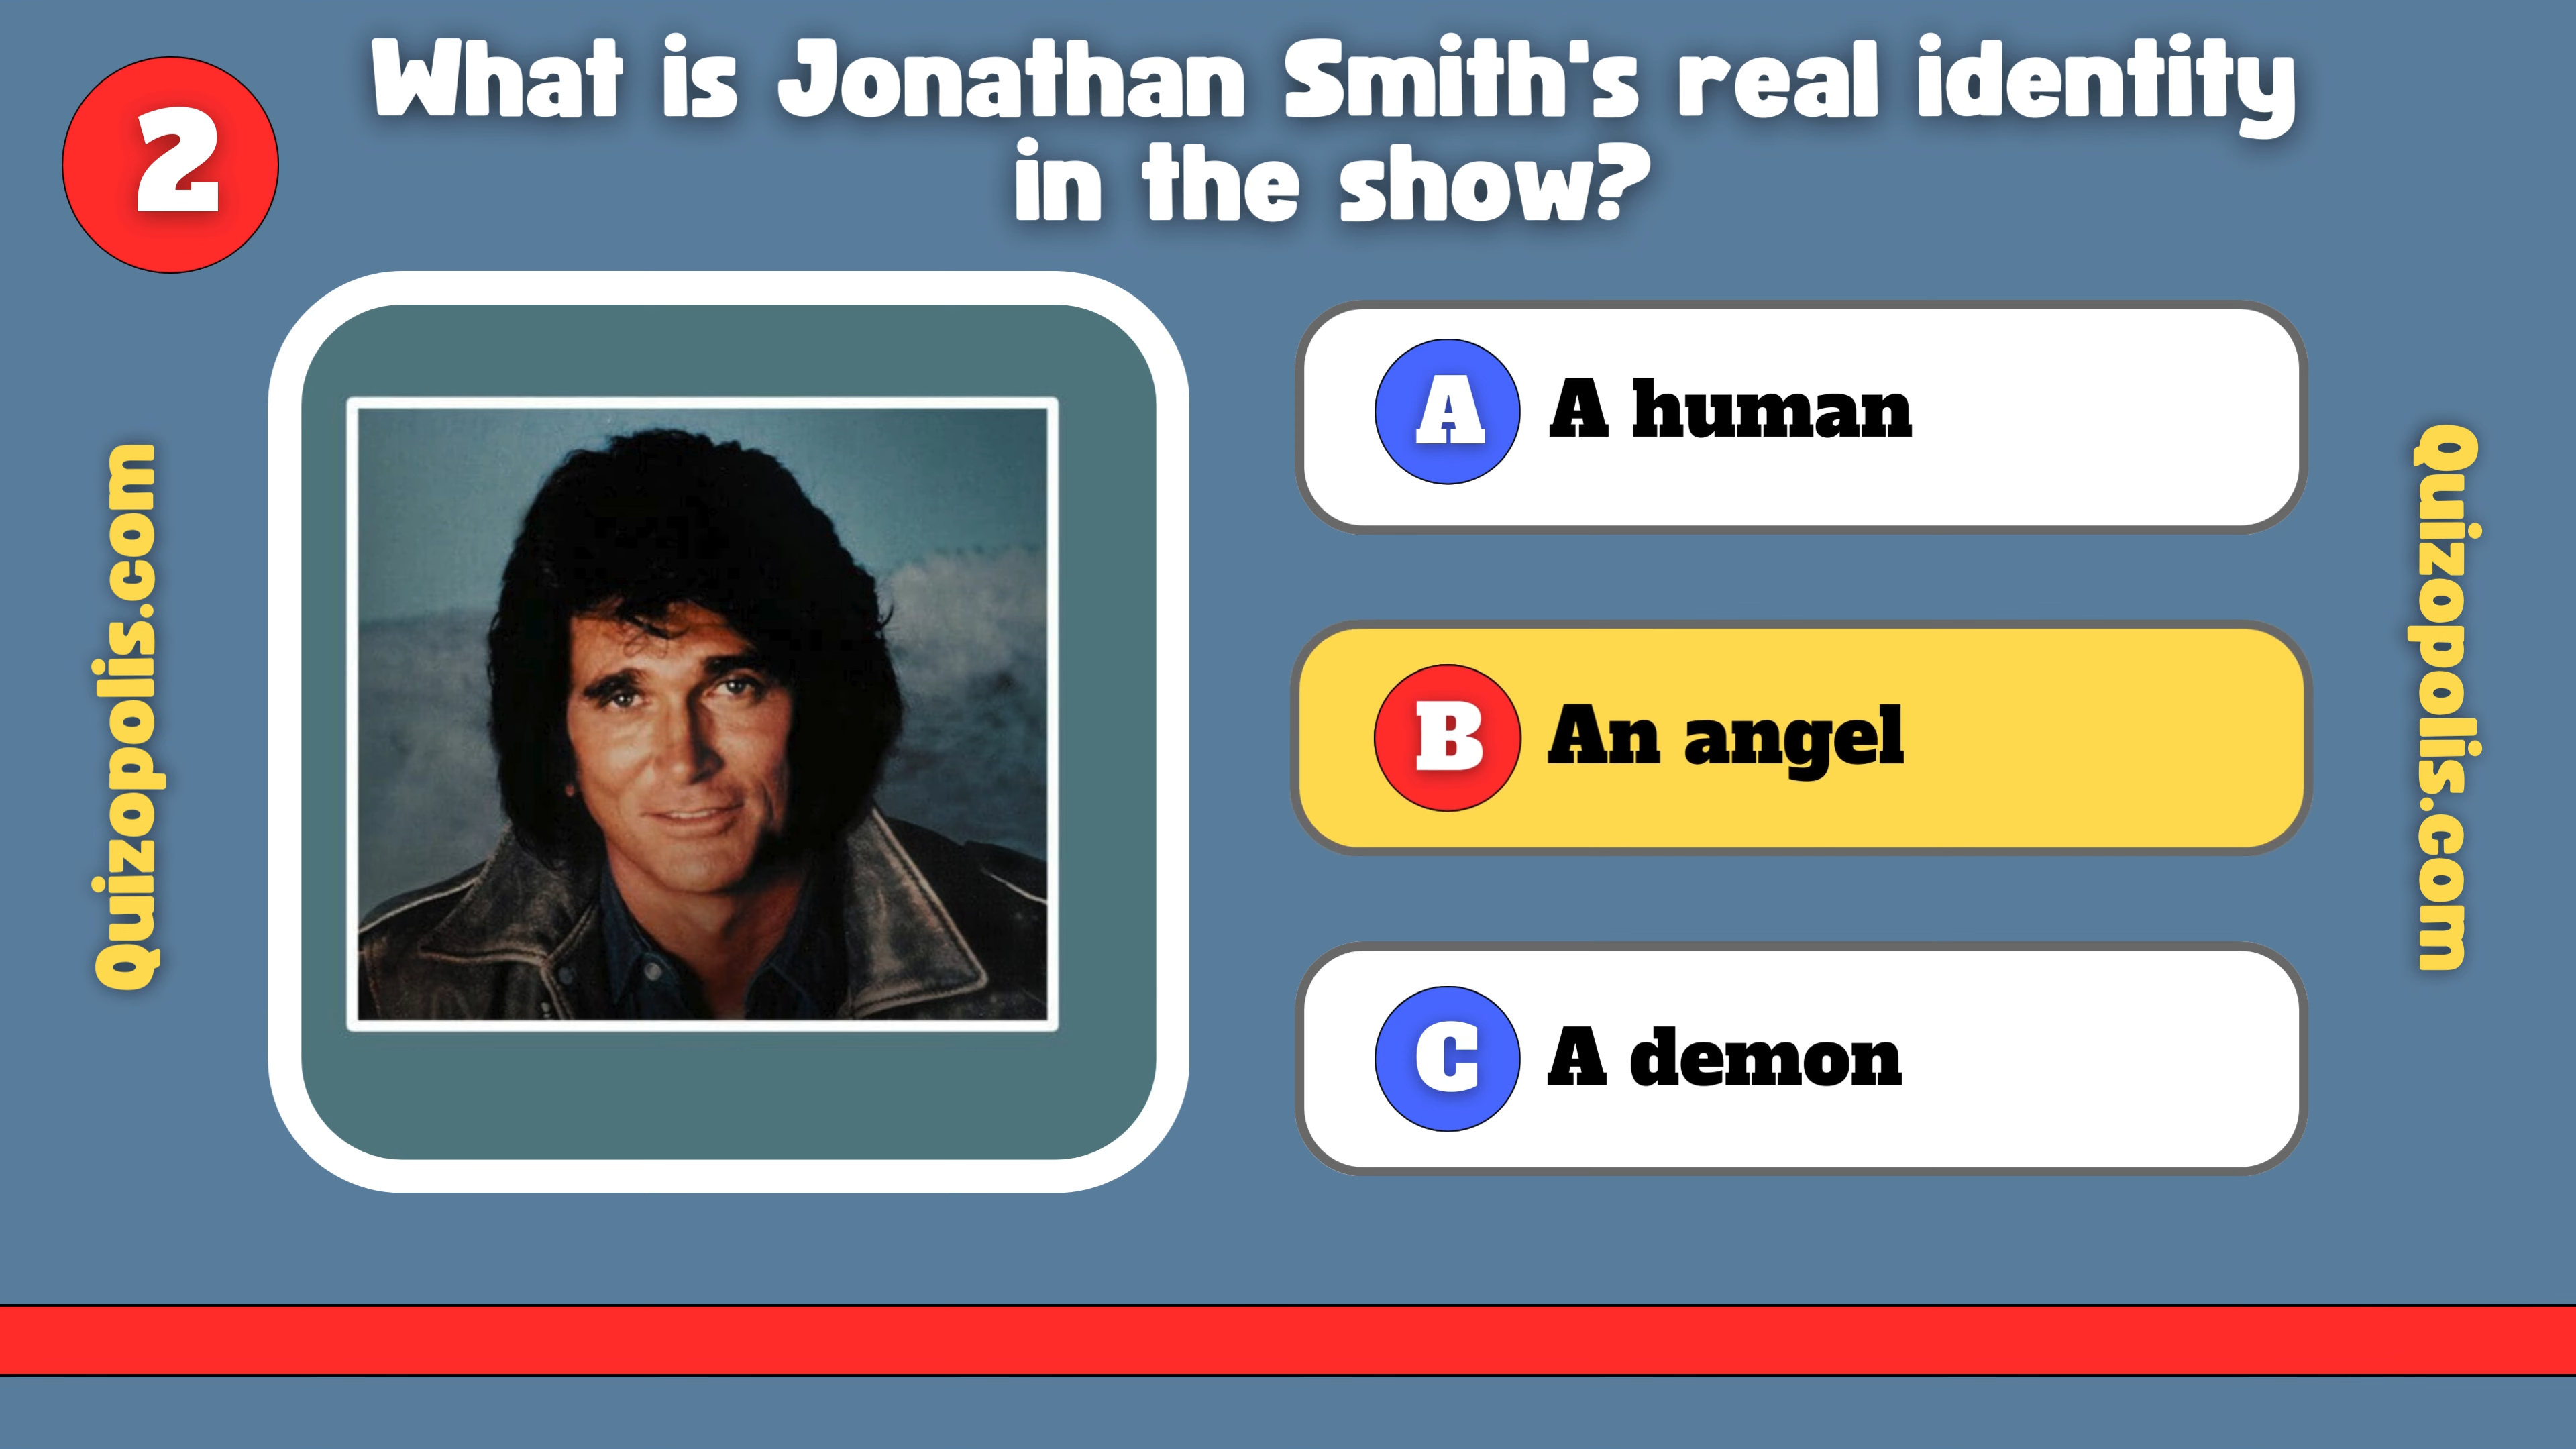 2
What is Jonathan Smith's real identity
in the show?
Quizopolis.com
A A human
B An angel
C A demon
Quizopolis.com